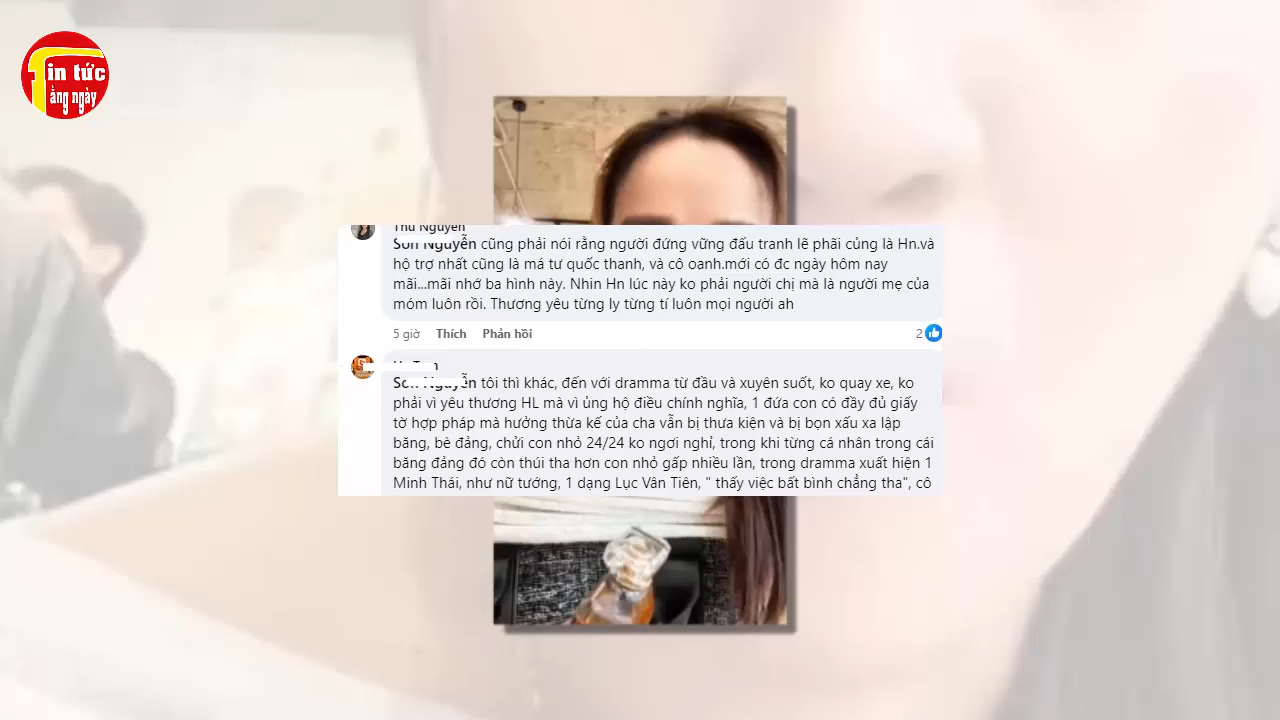 in tức
ằng ngày
Thu Nguyen
Sơn Nguyễn cũng phải nói rằng người đứng vững đấu tranh lẽ phãi củng là Hn.và
hộ trợ nhất cũng là má tư quốc thanh, và cô oanh.mới có đc ngày hôm nay
mãi...mãi nhớ ba hình này. Nhin Hn lúc này ko phải người chị mà là người mẹ của
móm luôn rồi. Thương yêu từng ly từng tí luôn mọi người ah
5 giờ Thích Phản hồi 2
Sơn Nguyễn tôi thì khác, đến với dramma từ đầu và xuyên suốt, ko quay xe, ko
phải vì yêu thương HL mà vì ủng hộ điều chính nghĩa, 1 đứa con có đầy đủ giấy
tờ hợp pháp mà hưởng thừa kế của cha vẫn bị thưa kiện và bị bọn xấu xa lập
băng, bè đảng, chửi con nhỏ 24/24 ko ngơi nghỉ, trong khi từng cá nhân trong cái
băng đảng đó còn thúi tha hơn con nhỏ gấp nhiều lần, trong dramma xuất hiện 1
Minh Thái, như nữ tướng, 1 dạng Lục Vân Tiên, " thấy việc bất bình chẳng tha", cô